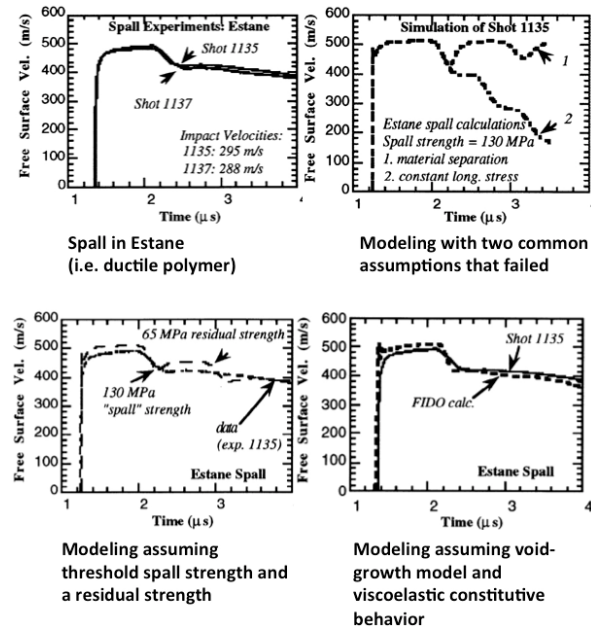 Spall Experiments: Estane
Free Surface Vel. (m/s)
600
500
400
300
200
100
0
Shot 1135
Shot 1137
Impact Velocities:
1135: 295 m/s
1137: 288 m/s
1 2 3 4
Time (μs)
Spall in Estane
(i.e. ductile polymer)
Simulation of Shot 1135
Free Surface Vel. (m/s)
600
500
400
300
200
100
0
1
2
Estane spall calculations
Spall strength = 130 MPa
1. material separation
2. constant long. stress
1 2 3 4
Time (μs)
Modeling with two common
assumptions that failed
Free Surface Vel. (m/s)
600
500
400
300
200
100
0
65 MPa residual strength
130 MPa
"spall" strength
data
(exp. 1135)
Estane Spall
1 2 3 4
Time (μs)
Modeling assuming
threshold spall strength and
a residual strength
Free Surface Vel. (m/s)
600
500
400
300
200
100
0
Shot 1135
FIDO calc.
Estane Spall
1 2 3 4
Time (μs)
Modeling assuming void-
growth model and
viscoelastic constitutive
behavior